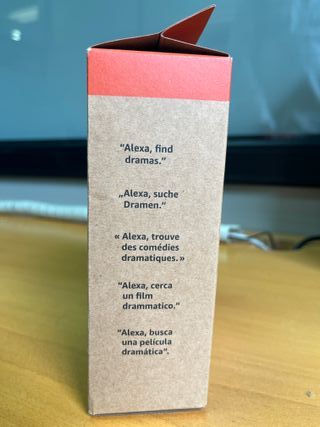 “Alexa, find
dramas.”
„Alexa, suche
Dramen.“
« Alexa, trouve
des comédies
dramatiques. »
“Alexa, cerca
un film
drammatico.”
“Alexa, busca
una película
dramática”.